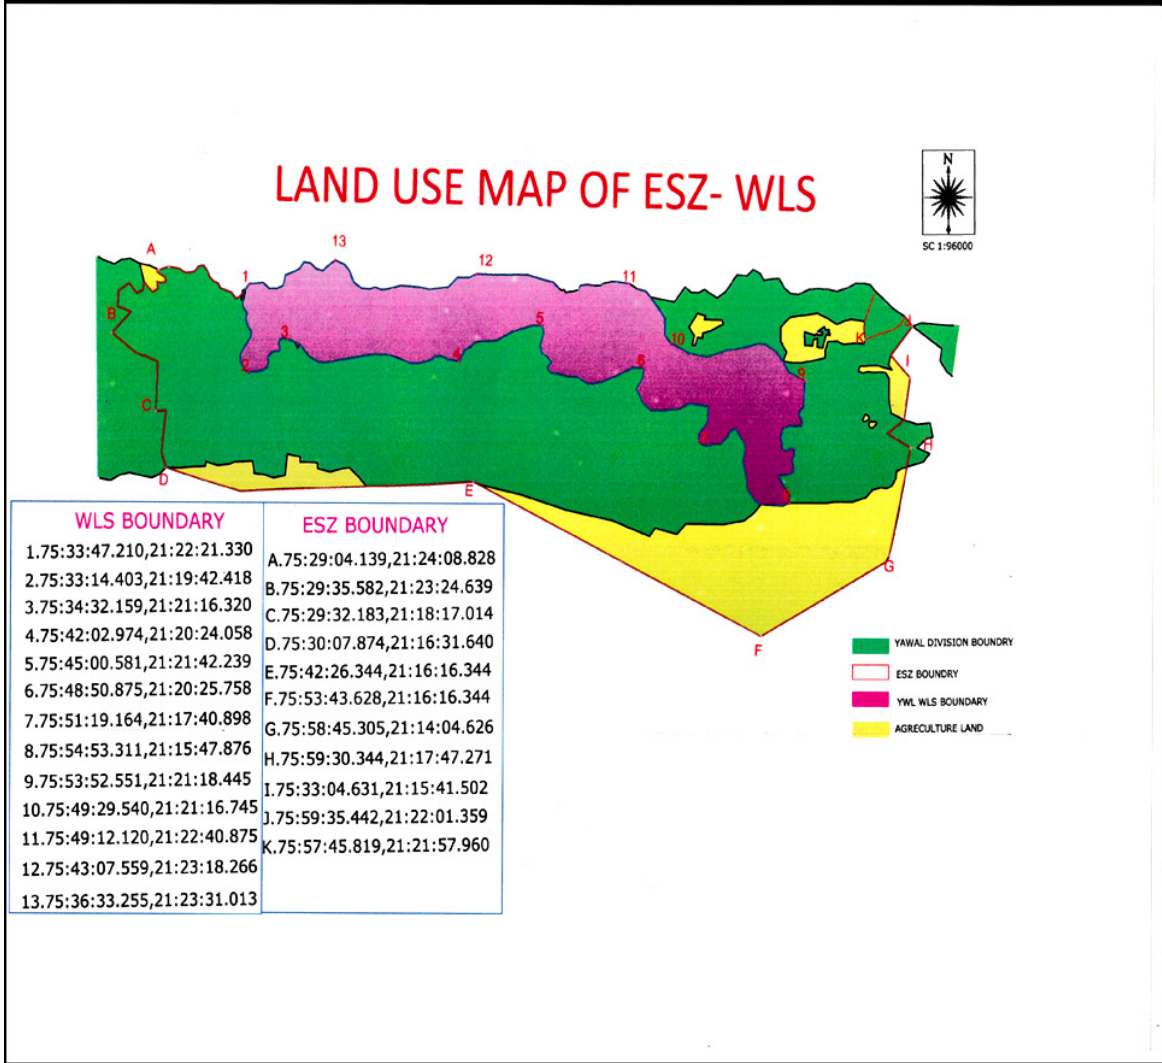 LAND USE MAP OF ESZ- WLS
N
SC 1:96000
A
13
12
11
1
B
3
5
J
10
K
2
4
6
9
I
C
7
H
D
E
8
G
F
WLS BOUNDARY
1.75:33:47.210,21:22:21.330
2.75:33:14.403,21:19:42.418
3.75:34:32.159,21:21:16.320
4.75:42:02.974,21:20:24.058
5.75:45:00.581,21:21:42.239
6.75:48:50.875,21:20:25.758
7.75:51:19.164,21:17:40.898
8.75:54:53.311,21:15:47.876
9.75:53:52.551,21:21:18.445
10.75:49:29.540,21:21:16.745
11.75:49:12.120,21:22:40.875
12.75:43:07.559,21:23:18.266
13.75:36:33.255,21:23:31.013
ESZ BOUNDARY
A.75:29:04.139,21:24:08.828
B.75:29:35.582,21:23:24.639
C.75:29:32.183,21:18:17.014
D.75:30:07.874,21:16:31.640
E.75:42:26.344,21:16:16.344
F.75:53:43.628,21:16:16.344
G.75:58:45.305,21:14:04.626
H.75:59:30.344,21:17:47.271
I.75:33:04.631,21:15:41.502
J.75:59:35.442,21:22:01.359
K.75:57:45.819,21:21:57.960
YAWAL DIVISION BOUNDRY
ESZ BOUNDRY
YWL WLS BOUNDARY
AGRECULTURE LAND